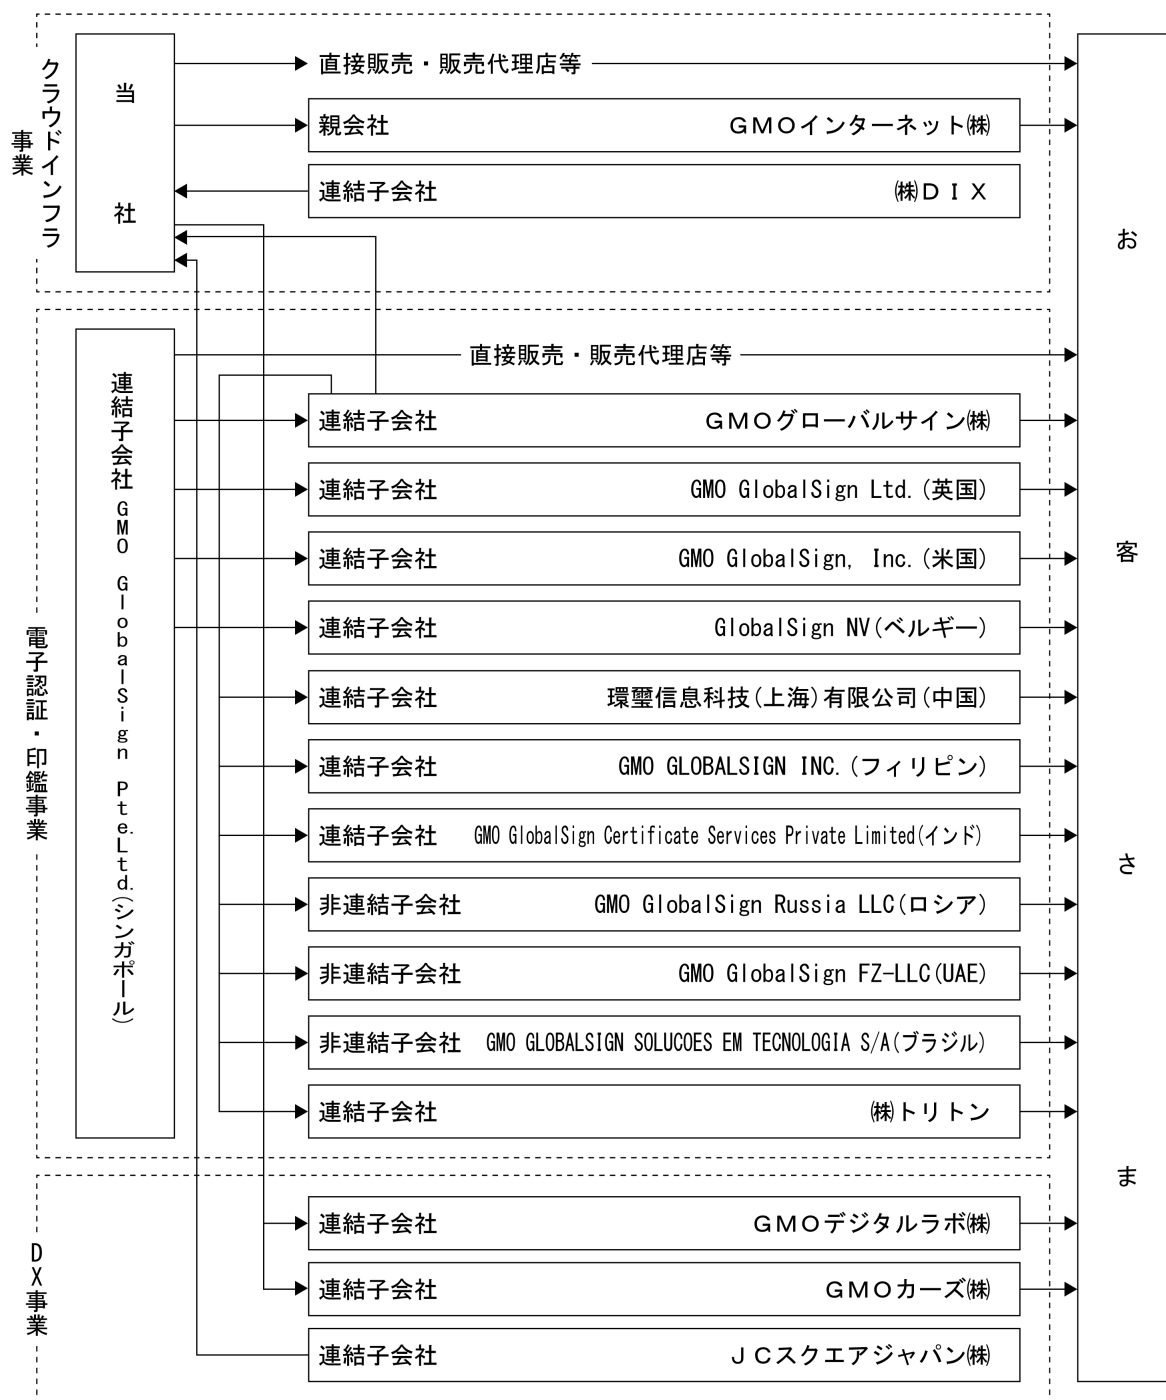 クラウドインフラ
事業
当社
直接販売・販売代理店等
親会社 ＧＭＯインターネット㈱
連結子会社 ㈱ＤＩＸ
電子認証・印鑑事業
連結子会社 GMO GlobalSign Pte.Ltd.(シンガポール)
直接販売・販売代理店等
連結子会社 ＧＭＯグローバルサイン㈱
連結子会社 GMO GlobalSign Ltd.(英国)
連結子会社 GMO GlobalSign, Inc.(米国)
連結子会社 GlobalSign NV(ベルギー)
連結子会社 環璽信息科技(上海)有限公司(中国)
連結子会社 GMO GLOBALSIGN INC.(フィリピン)
連結子会社 GMO GlobalSign Certificate Services Private Limited(インド)
非連結子会社 GMO GlobalSign Russia LLC(ロシア)
非連結子会社 GMO GlobalSign FZ-LLC(UAE)
非連結子会社 GMO GLOBALSIGN SOLUCOES EM TECNOLOGIA S/A(ブラジル)
連結子会社 ㈱トリトン
DX事業
連結子会社 ＧＭＯデジタルラボ㈱
連結子会社 ＧＭＯカーズ㈱
連結子会社 ＪＣスクエアジャパン㈱
お客さま